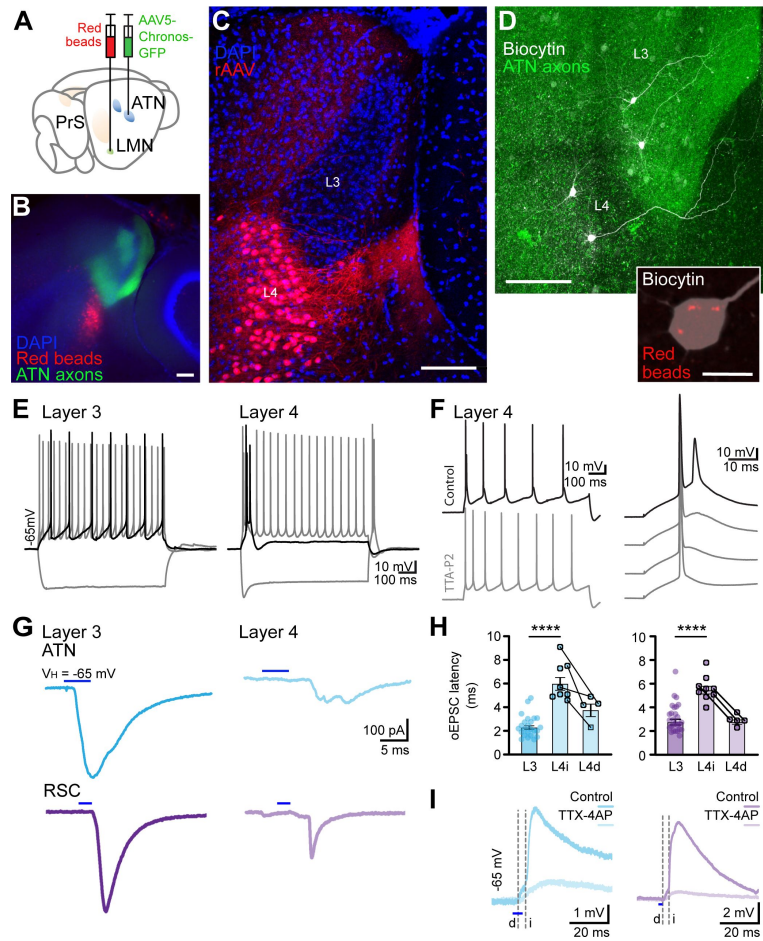 A
Red
beads
AAV5-
Chronos-
GFP
ATN
PrS
LMN
B
DAPI
Red beads
ATN axons
C
DAPI
rAAV
L3
L4
D
Biocytin
ATN axons
L3
L4
Biocytin
Red
beads
E
Layer 3
Layer 4
-65mV
10 mV
100 ms
F
Layer 4
Control
TTA-P2
10 mV
100 ms
10 mV
10 ms
G
Layer 3
Layer 4
ATN
VH = -65 mV
100 pA
5 ms
RSC
H
oEPSC latency
(ms)
****
10
8
6
4
2
0
L3 L4i L4d
****
10
8
6
4
2
0
L3 L4i L4d
I
Control
TTX-4AP
-65 mV
d i
1 mV
20 ms
Control
TTX-4AP
d i
2 mV
20 ms